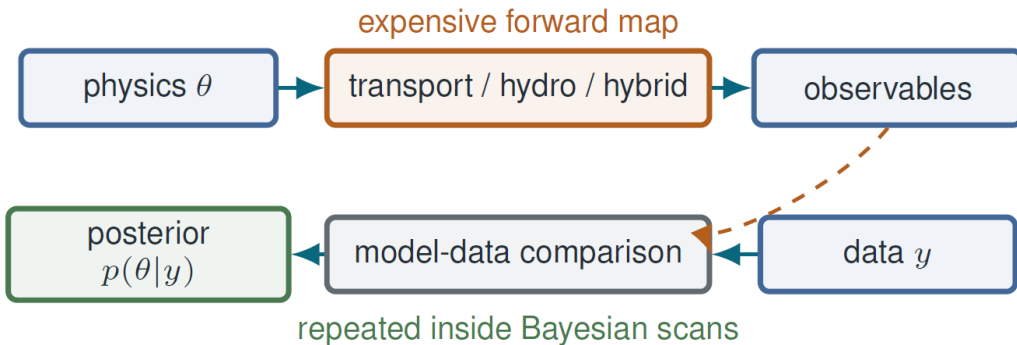 expensive forward map
physics θ
transport / hydro / hybrid
observables
posterior
p(θ|y)
model-data comparison
data y
repeated inside Bayesian scans